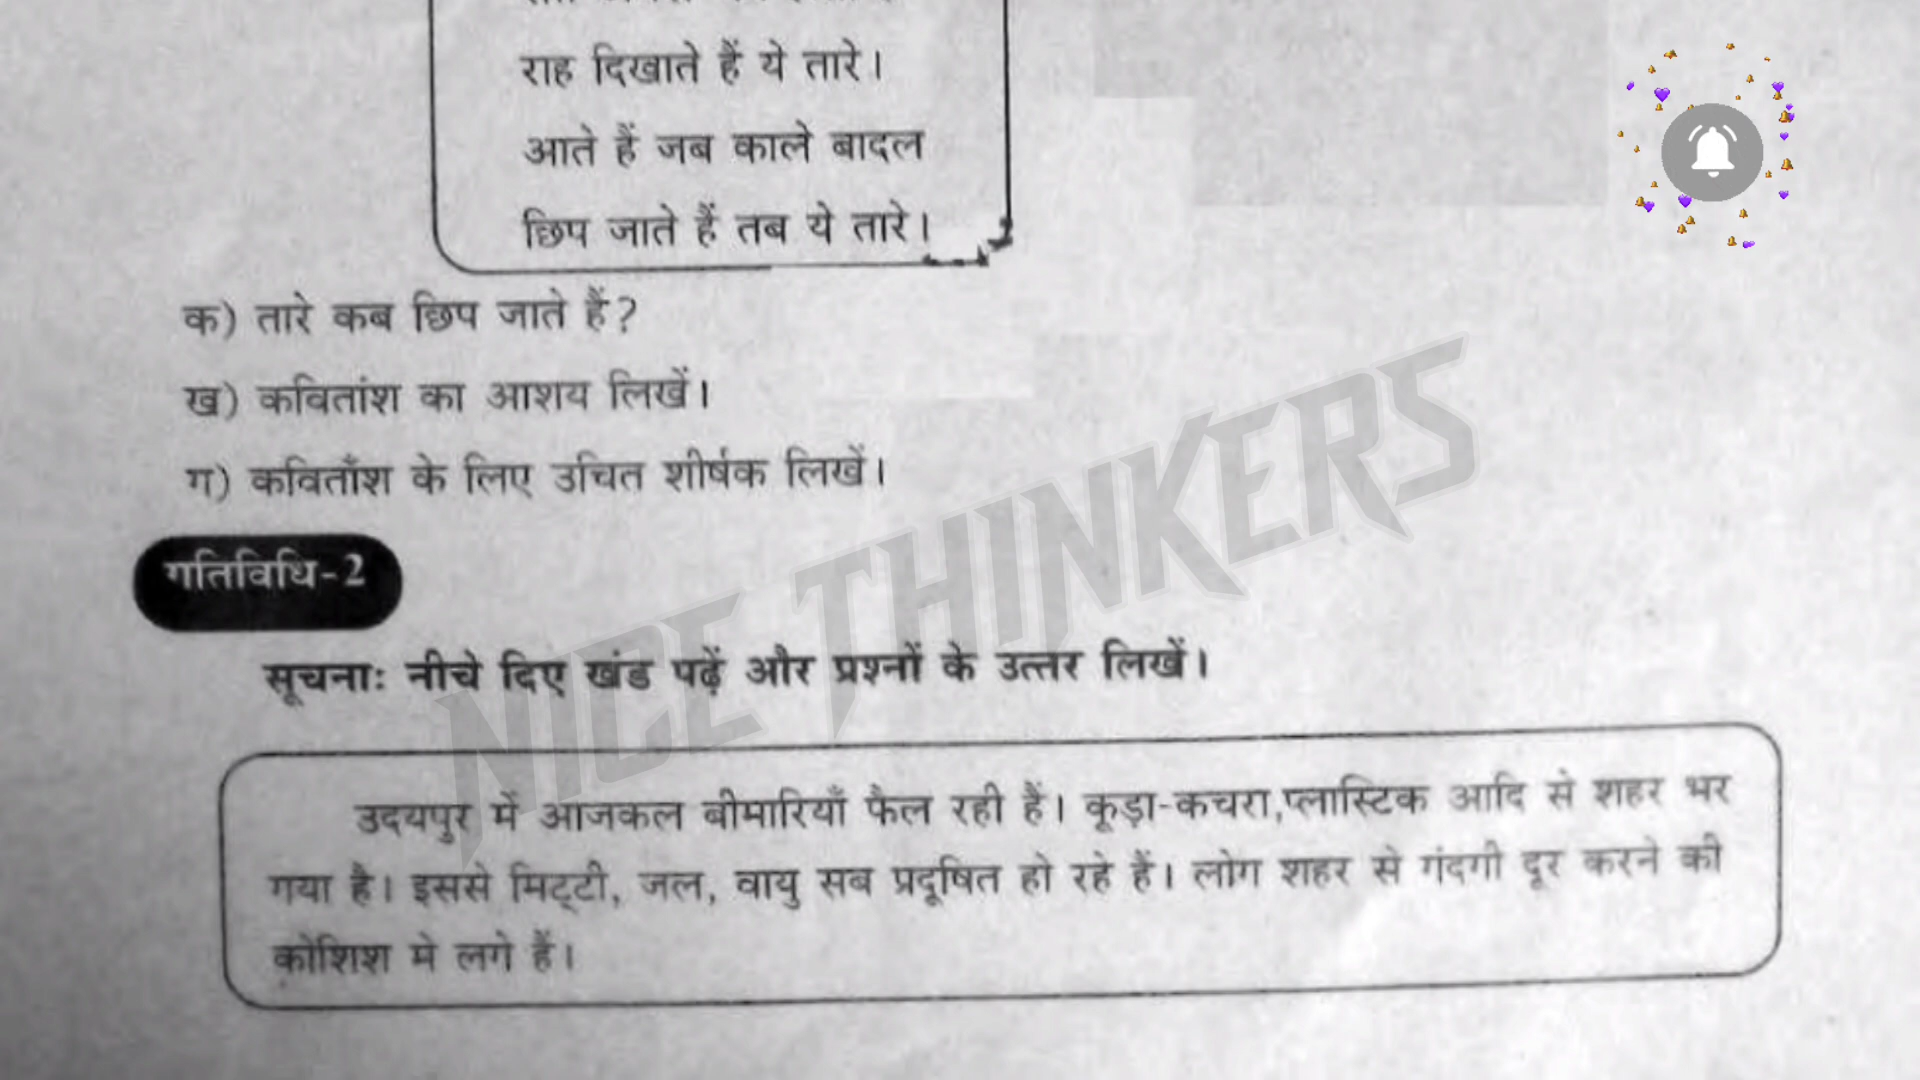 राह दिखाते हैं ये तारे।
आते हैं जब काले बादल
छिप जाते हैं तब ये तारे।
क) तारे कब छिप जाते हैं?
ख) कवितांश का आशय लिखें।
ग) कविताँश के लिए उचित शीर्षक लिखें।
गतिविधि-2
सूचनाः नीचे दिए खंड पढ़ें और प्रश्नों के उत्तर लिखें।
NICE THINKERS
उदयपुर में आजकल बीमारियाँ फैल रही हैं। कूड़ा-कचरा,प्लास्टिक आदि से शहर भर
गया है। इससे मिट्टी, जल, वायु सब प्रदूषित हो रहे हैं। लोग शहर से गंदगी दूर करने की
कोशिश मे लगे हैं।